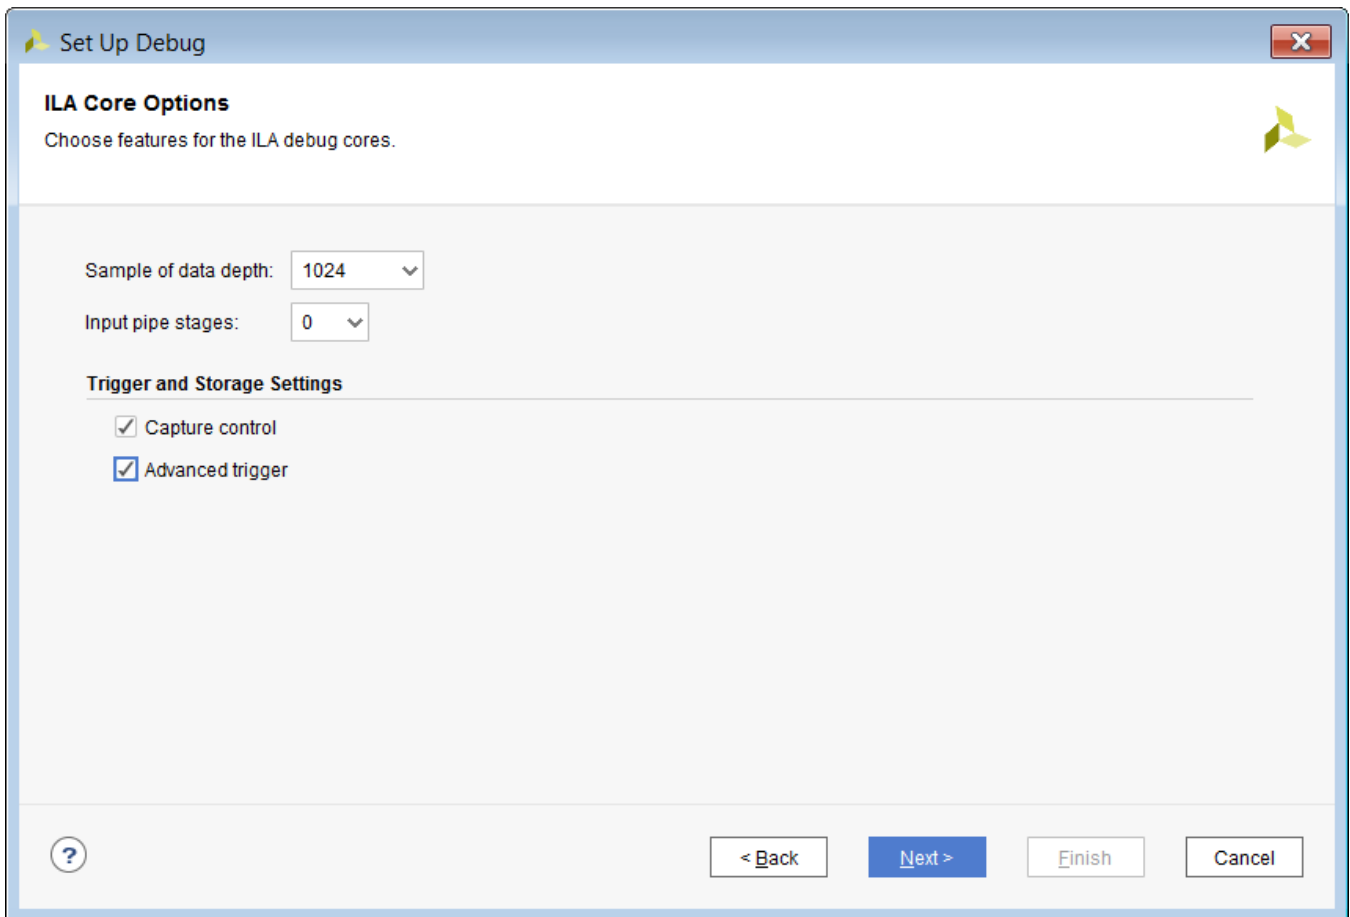 Set Up Debug
ILA Core Options
Choose features for the ILA debug cores.
Sample of data depth: 1024
Input pipe stages: 0
Trigger and Storage Settings
Capture control
Advanced trigger
? < Back Next > Finish Cancel